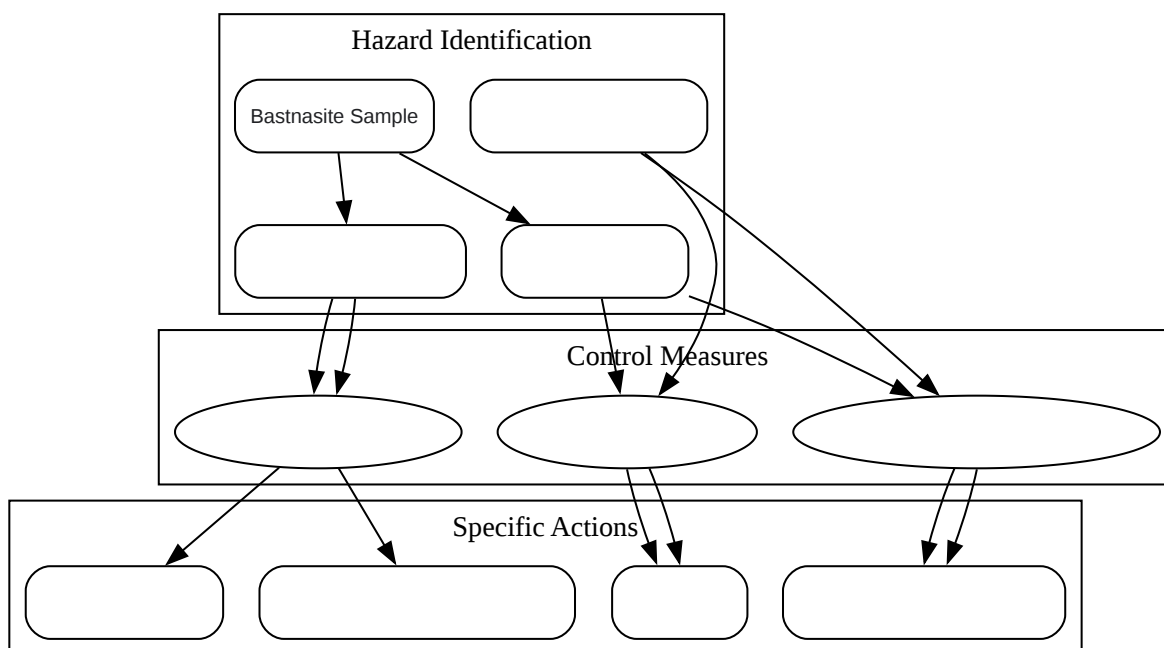 Hazard Identification
Bastnasite Sample
Control Measures
Specific Actions